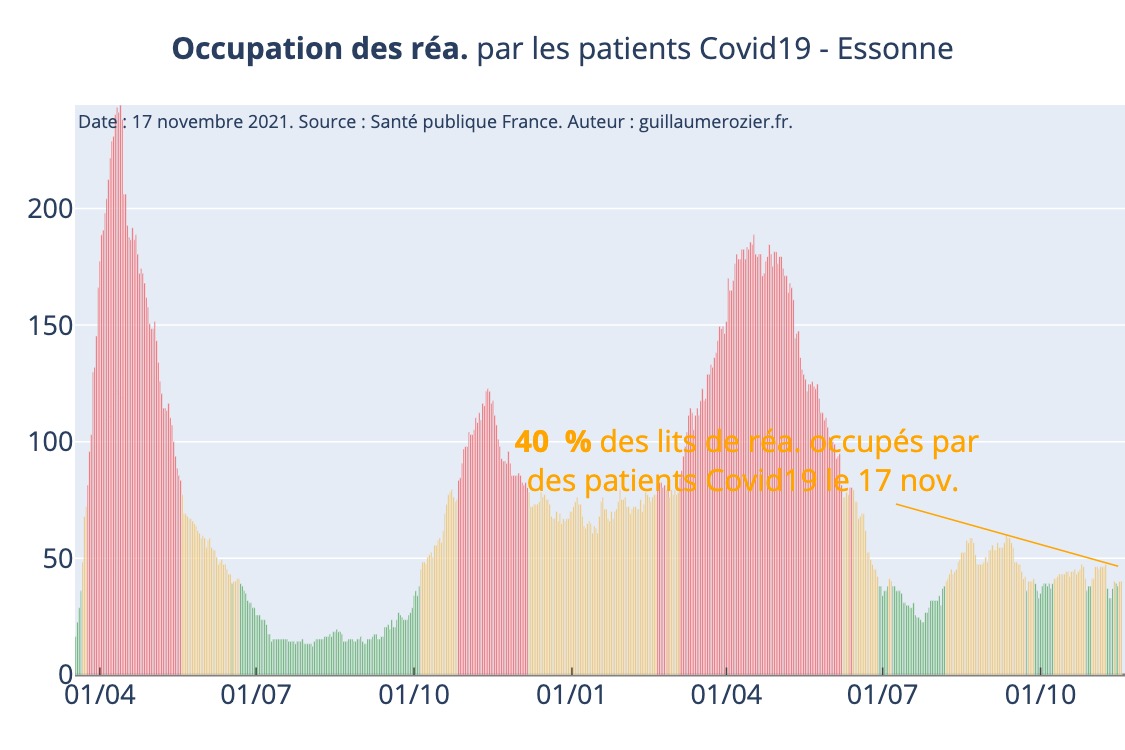 Occupation des réa. par les patients Covid19 - Essonne
Date : 17 novembre 2021. Source : Santé publique France. Auteur : guillaumerozier.fr.
200
150
100
40 % des lits de réa. occupés par
des patients Covid19 le 17 nov.
50
0
01/04 01/07 01/10 01/01 01/04 01/07 01/10